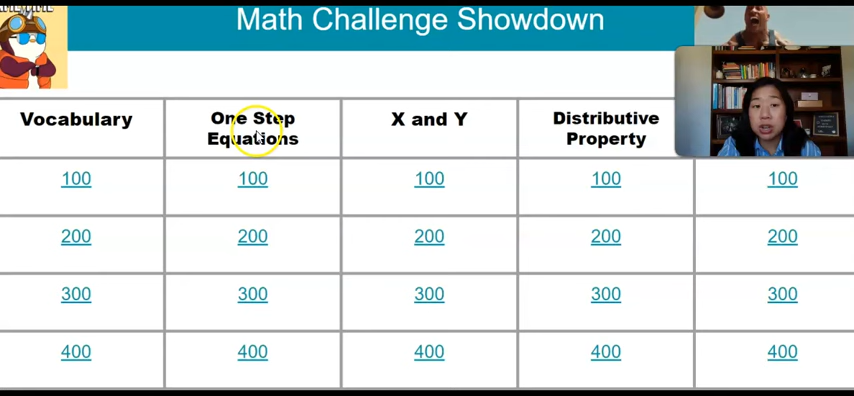 Math Challenge Showdown
Vocabulary
One Step
Equations
X and Y
Distributive
Property
100 100 100 100 100
200 200 200 200 200
300 300 300 300 300
400 400 400 400 400